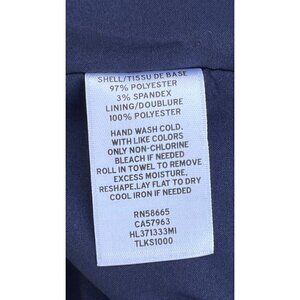 SHELL/TISSU DE BASE
97% POLYESTER
3% SPANDEX
LINING/DOUBLURE
100% POLYESTER
HAND WASH COLD.
WITH LIKE COLORS
ONLY NON-CHLORINE
BLEACH IF NEEDED
ROLL IN TOWEL TO REMOVE
EXCESS MOISTURE,
RESHAPE.LAY FLAT TO DRY
COOL IRON IF NEEDED
RN58665
CA57963
HL371333MI
TLKS1000